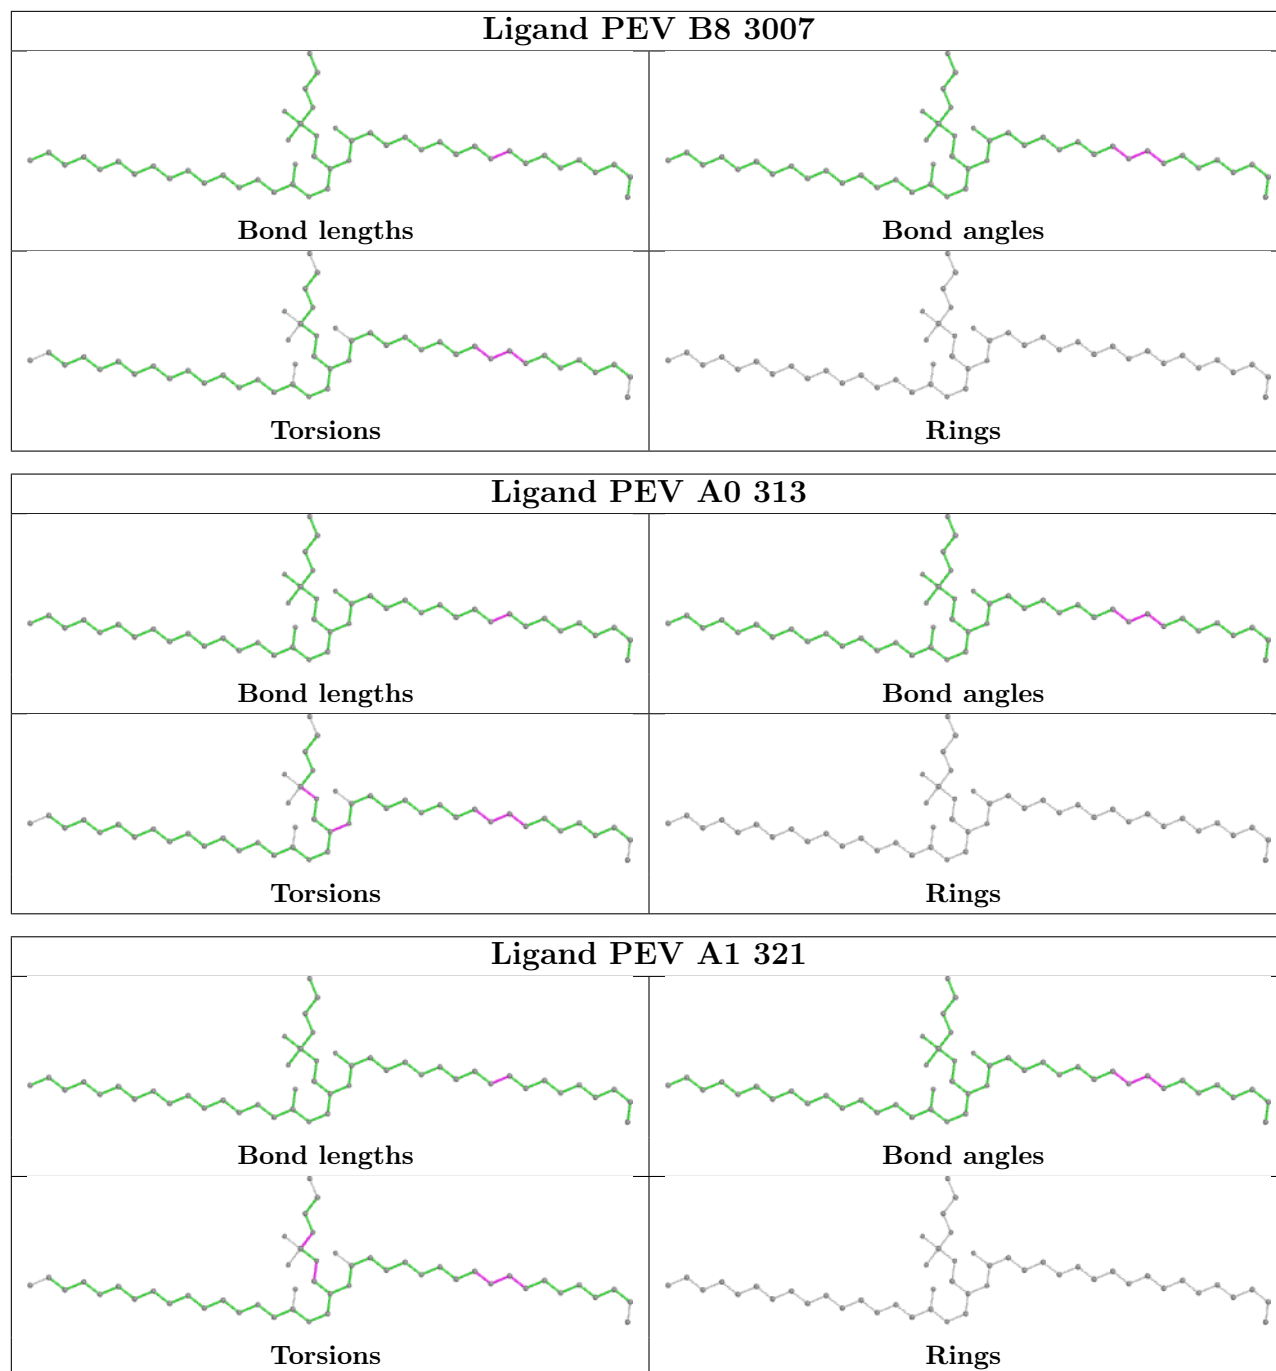 Ligand PEV B8 3007
Bond lengths
Bond angles
Torsions
Rings
Ligand PEV A0 313
Bond lengths
Bond angles
Torsions
Rings
Ligand PEV A1 321
Bond lengths
Bond angles
Torsions
Rings